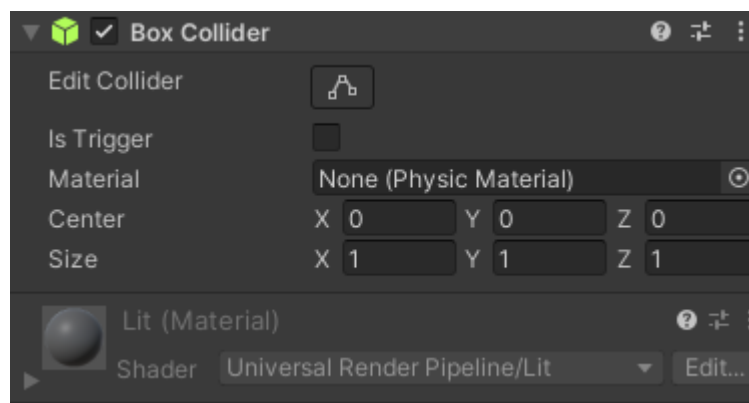 Box Collider
Edit Collider
Is Trigger
Material None (Physic Material)
Center X 0 Y 0 Z 0
Size X 1 Y 1 Z 1
Lit (Material)
Shader Universal Render Pipeline/Lit Edit...